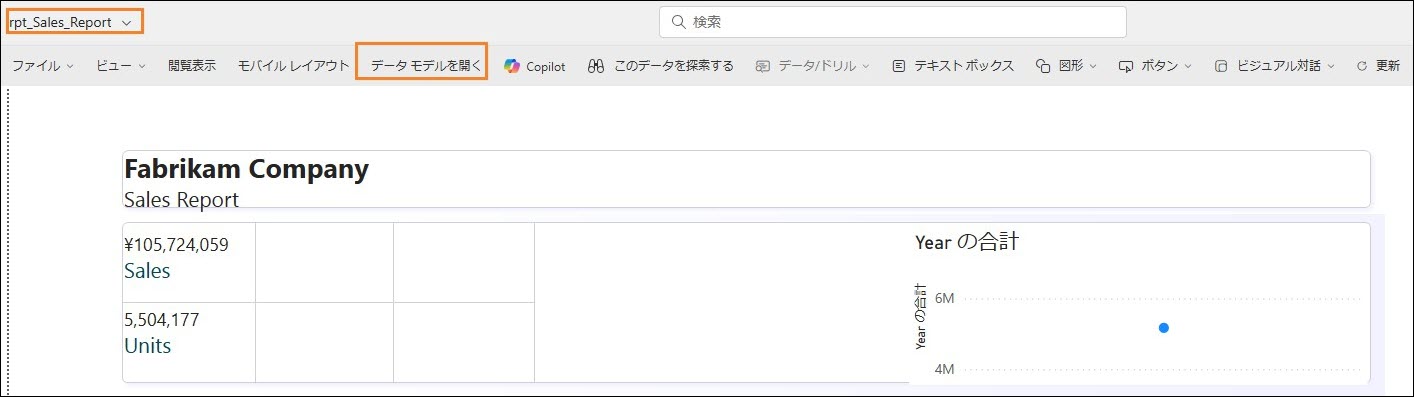 rpt_Sales_Report
検索
ファイル ビュー 閲覧表示 モバイル レイアウト データ モデルを開く Copilot このデータを探索する データ/ドリル テキスト ボックス 図形 ボタン ビジュアル対話 更新
Fabrikam Company
Sales Report
¥105,724,059
Sales
5,504,177
Units
Year の合計
Year の合計
6M
4M